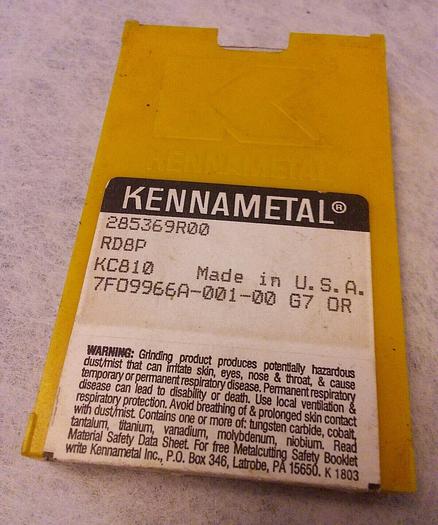 KENNAMETAL
KENNAMETAL®
285369R00
RD8P
KC810 Made in U.S.A.
7F09966A-001-00 G7 OR
WARNING: Grinding product produces potentially hazardous
dust/mist that can irritate skin, eyes, nose & throat, & cause
temporary or permanent respiratory disease. Permanent respiratory
disease can lead to disability or death. Use local ventilation &
respiratory protection. Avoid breathing of & prolonged skin contact
with dust/mist. Contains one or more of: tungsten carbide, cobalt,
tantalum, titanium, vanadium, molybdenum, niobium. Read
Material Safety Data Sheet. For free Metalcutting Safety Booklet
write Kennametal Inc., P.O. Box 346, Latrobe, PA 15650. K 1803